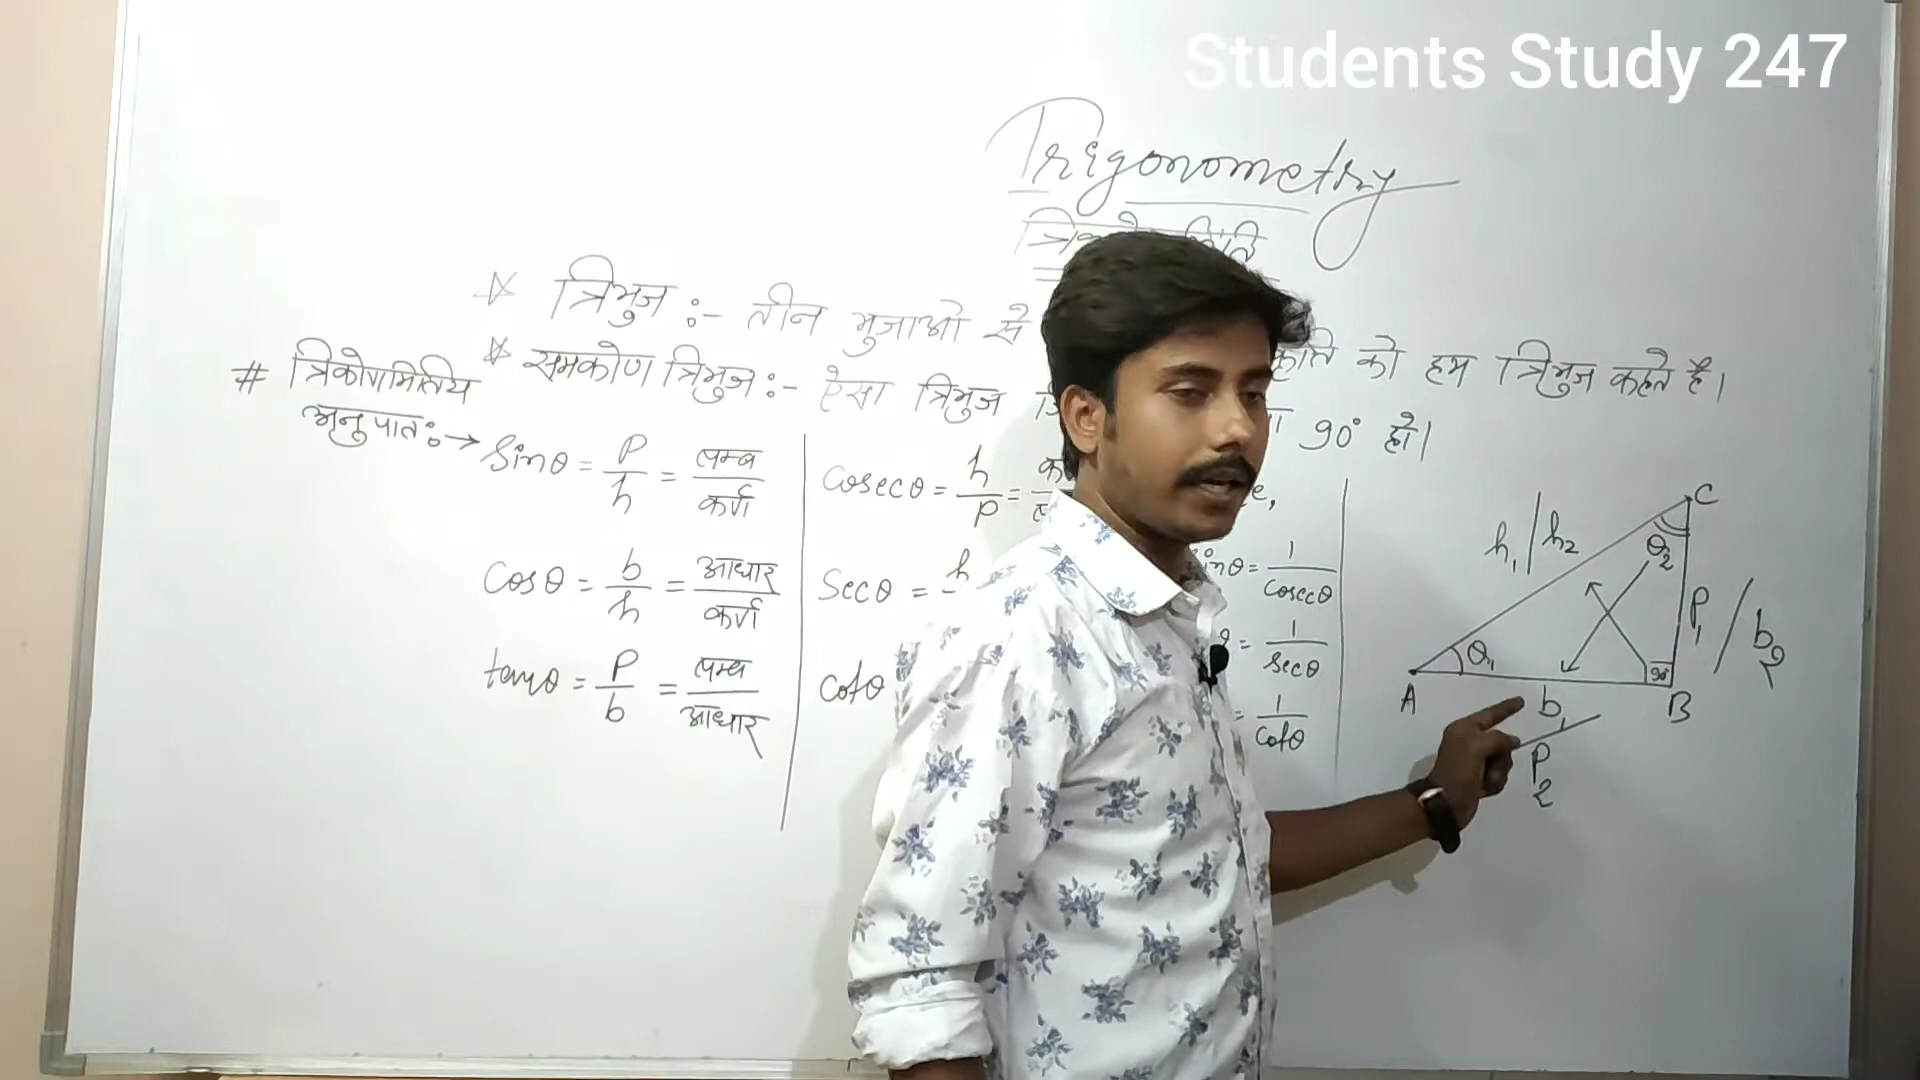 Students Study 247
Trigonometry
* त्रिभुज :- तीन भुजाओ से को हम त्रिभुज कहते है।
* समकोण त्रिभुज :- ऐसा त्रिभुज 90° हो।
# त्रिकोणमितीय
अनुपात :→
sinθ = P/h = लम्ब/कर्ण
cosθ = b/h = आधार/कर्ण
tanθ = P/b = लम्ब/आधार
cosecθ = h/P =
secθ = h
cotθ
sinθ = 1/cosecθ
= 1/secθ
= 1/cotθ
C
h₁/h₂
θ₂
P₁/b₂
θ₁
90°
A
b₁
B
P₂